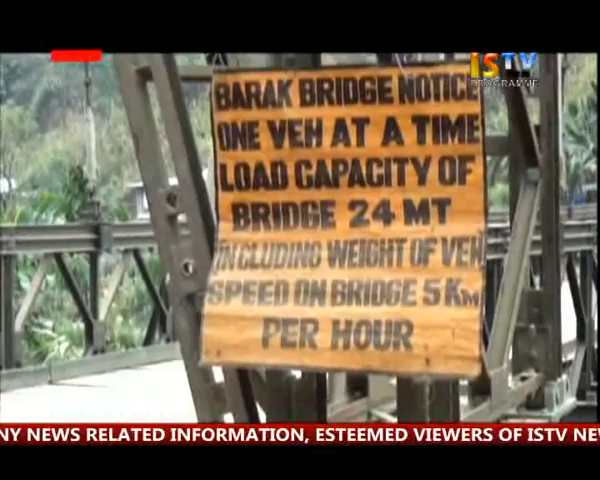 ISTV
PROGRAMME
BARAK BRIDGE NOTICE
ONE VEH AT A TIME
LOAD CAPACITY OF
BRIDGE 24 MT
INCLUDING WEIGHT OF VEH
SPEED ON BRIDGE 5 KM
PER HOUR
NY NEWS RELATED INFORMATION, ESTEEMED VIEWERS OF ISTV NE